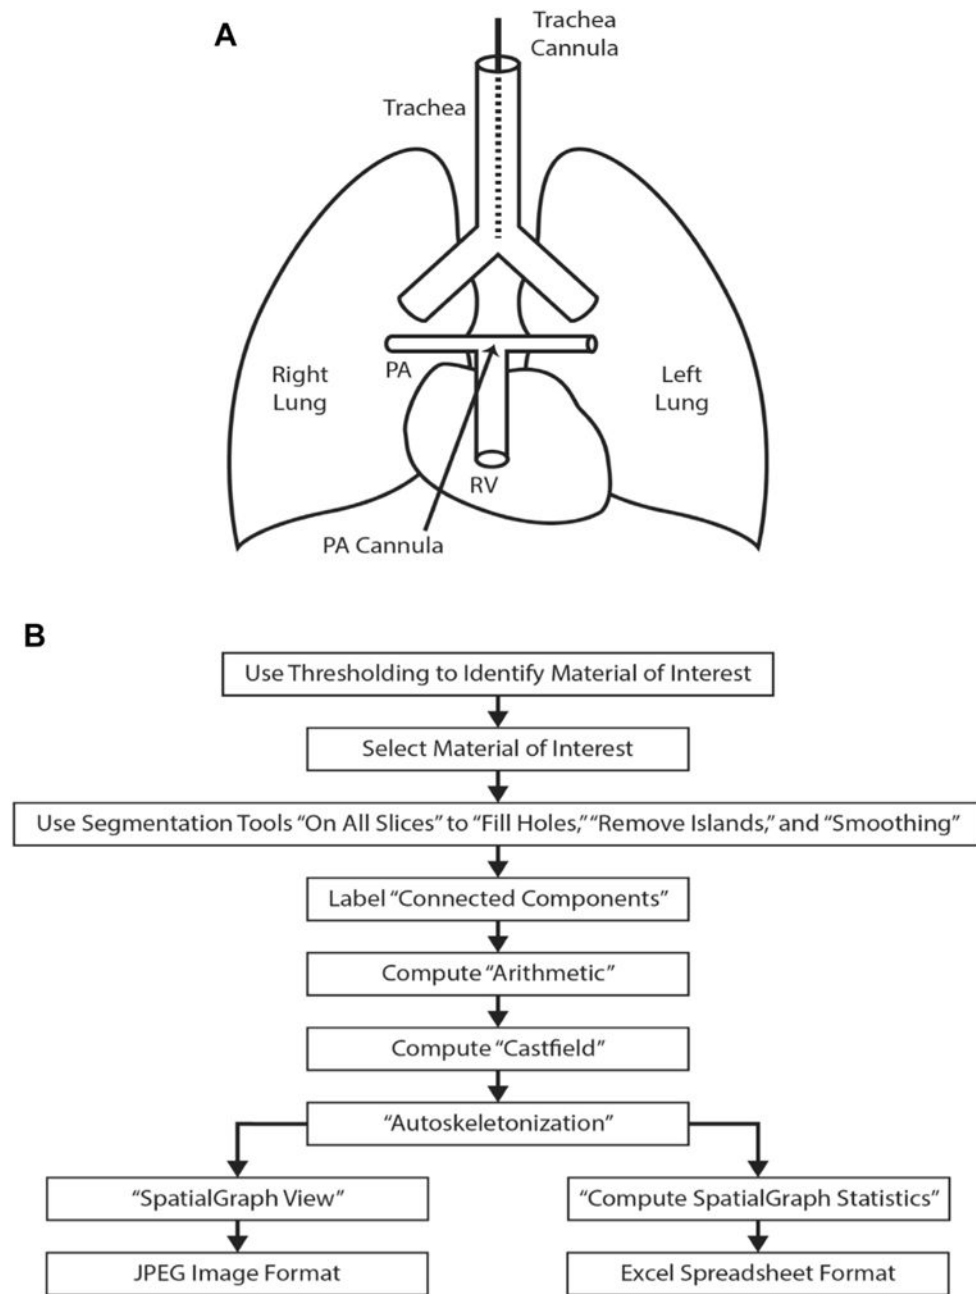 A
Trachea
Cannula
Trachea
Right
Lung
PA
Left
Lung
RV
PA Cannula
B
Use Thresholding to Identify Material of Interest
Select Material of Interest
Use Segmentation Tools “On All Slices” to “Fill Holes,” “Remove Islands,” and “Smoothing”
Label “Connected Components”
Compute “Arithmetic”
Compute “Castfield”
“Autoskeletonization”
“SpatialGraph View”
“Compute SpatialGraph Statistics”
JPEG Image Format
Excel Spreadsheet Format